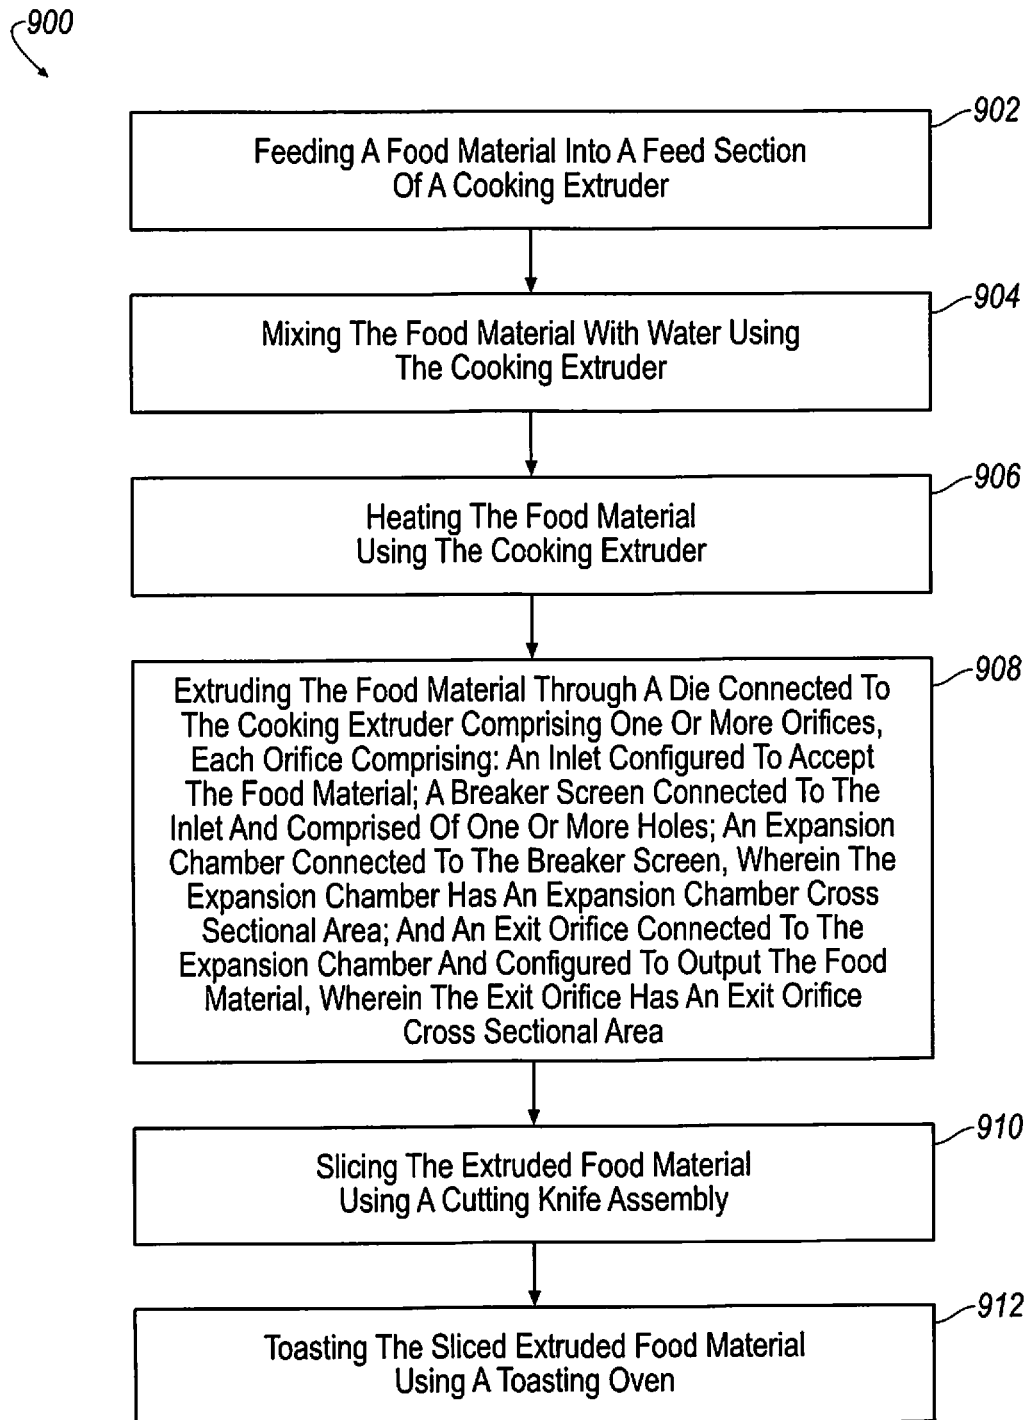 900
902
Feeding A Food Material Into A Feed Section
Of A Cooking Extruder
904
Mixing The Food Material With Water Using
The Cooking Extruder
906
Heating The Food Material
Using The Cooking Extruder
908
Extruding The Food Material Through A Die Connected To
The Cooking Extruder Comprising One Or More Orifices,
Each Orifice Comprising: An Inlet Configured To Accept
The Food Material; A Breaker Screen Connected To The
Inlet And Comprised Of One Or More Holes; An Expansion
Chamber Connected To The Breaker Screen, Wherein The
Expansion Chamber Has An Expansion Chamber Cross
Sectional Area; And An Exit Orifice Connected To The
Expansion Chamber And Configured To Output The Food
Material, Wherein The Exit Orifice Has An Exit Orifice
Cross Sectional Area
910
Slicing The Extruded Food Material
Using A Cutting Knife Assembly
912
Toasting The Sliced Extruded Food Material
Using A Toasting Oven